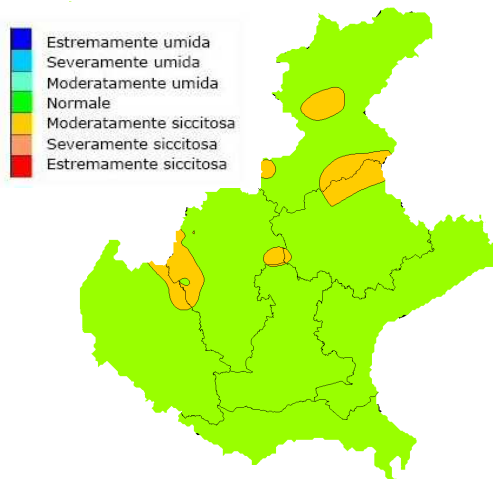 Estremamente umida
Severamente umida
Moderatamente umida
Normale
Moderatamente siccitosa
Severamente siccitosa
Estremamente siccitosa